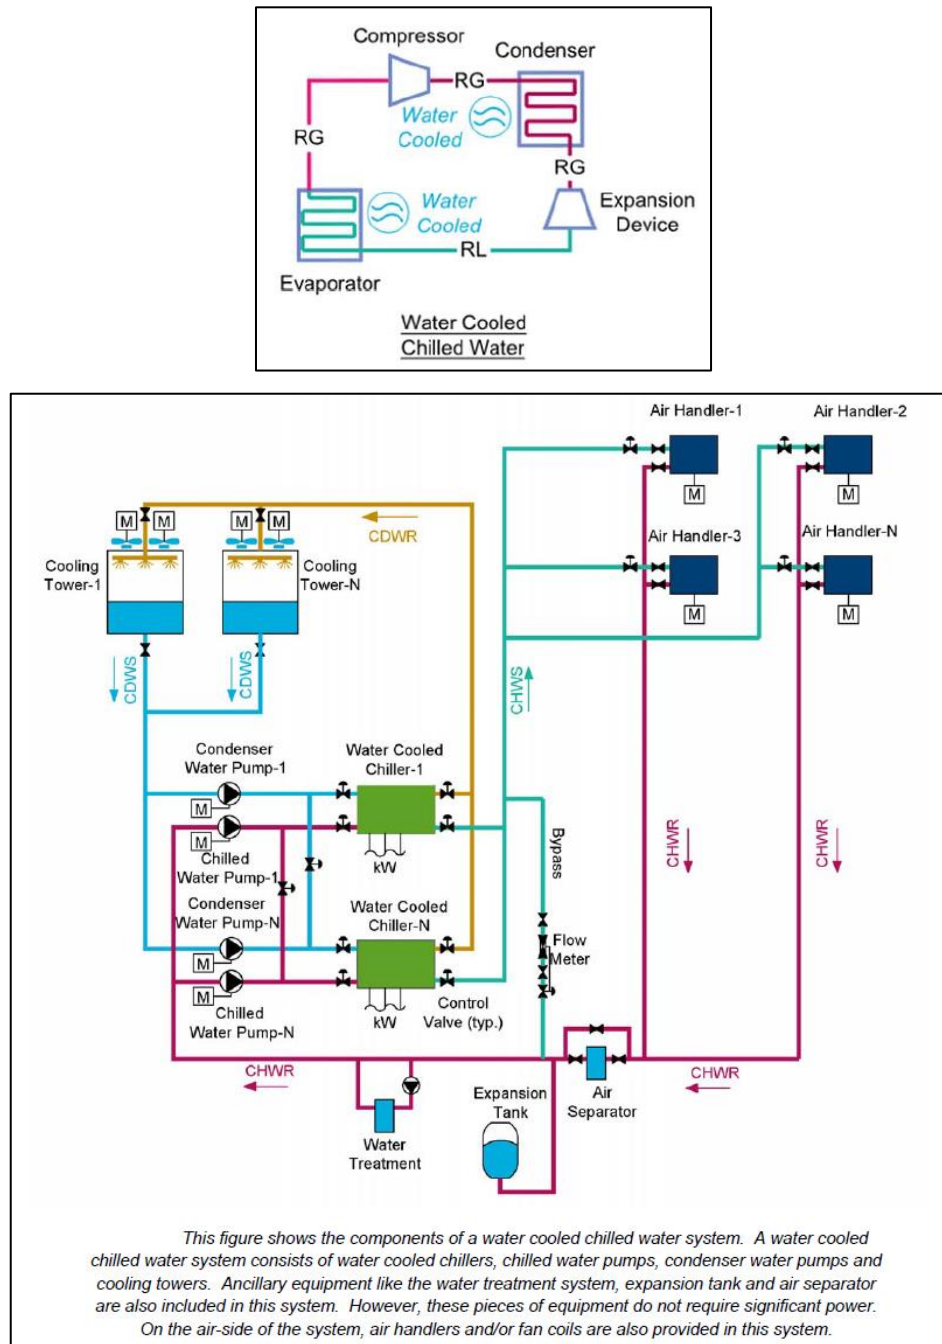 Compressor
Condenser
RG
Water
Cooled
RG
RG
Water
Cooled
Expansion
Device
RL
Evaporator
Water Cooled
Chilled Water
Air Handler-1
Air Handler-2
M
M
M
M
CDWR
Cooling
Tower-1
Cooling
Tower-N
Air Handler-3
Air Handler-N
M
M
M
M
CDWS
CDWS
CHWS
Condenser
Water Pump-1
Water Cooled
Chiller-1
M
M
Chilled
Water Pump-1
kW
Bypass
CHWR
CHWR
Condenser
Water Pump-N
Water Cooled
Chiller-N
M
M
Flow
Meter
Chilled
Water Pump-N
kW
Control
Valve (typ.)
CHWR
CHWR
Expansion
Tank
Air
Separator
Water
Treatment
This figure shows the components of a water cooled chilled water system. A water cooled
chilled water system consists of water cooled chillers, chilled water pumps, condenser water pumps and
cooling towers. Ancillary equipment like the water treatment system, expansion tank and air separator
are also included in this system. However, these pieces of equipment do not require significant power.
On the air-side of the system, air handlers and/or fan coils are also provided in this system.